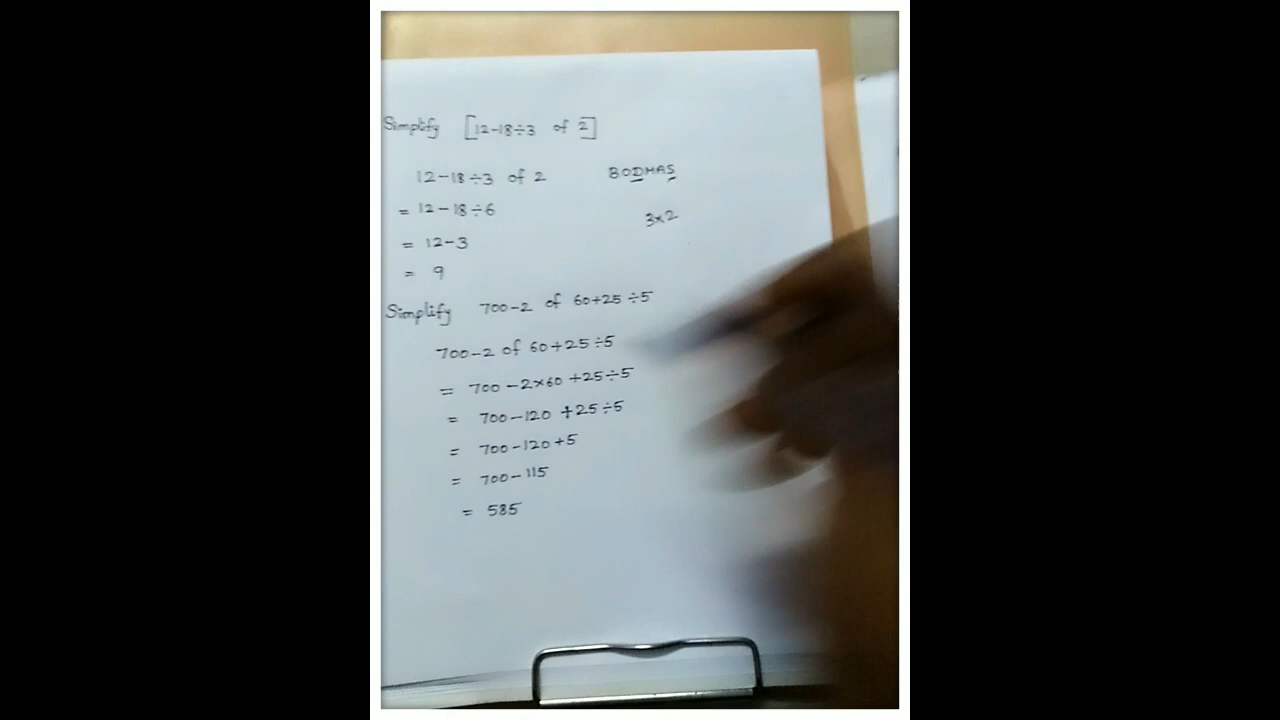 Simplify [12-18÷3 of 2]
12-18÷3 of 2 BODMAS
= 12-18÷6
3×2
= 12-3
= 9
Simplify 700-2 of 60+25÷5
700-2 of 60+25÷5
= 700-2×60+25÷5
= 700-120+25÷5
= 700-120+5
= 700-115
= 585